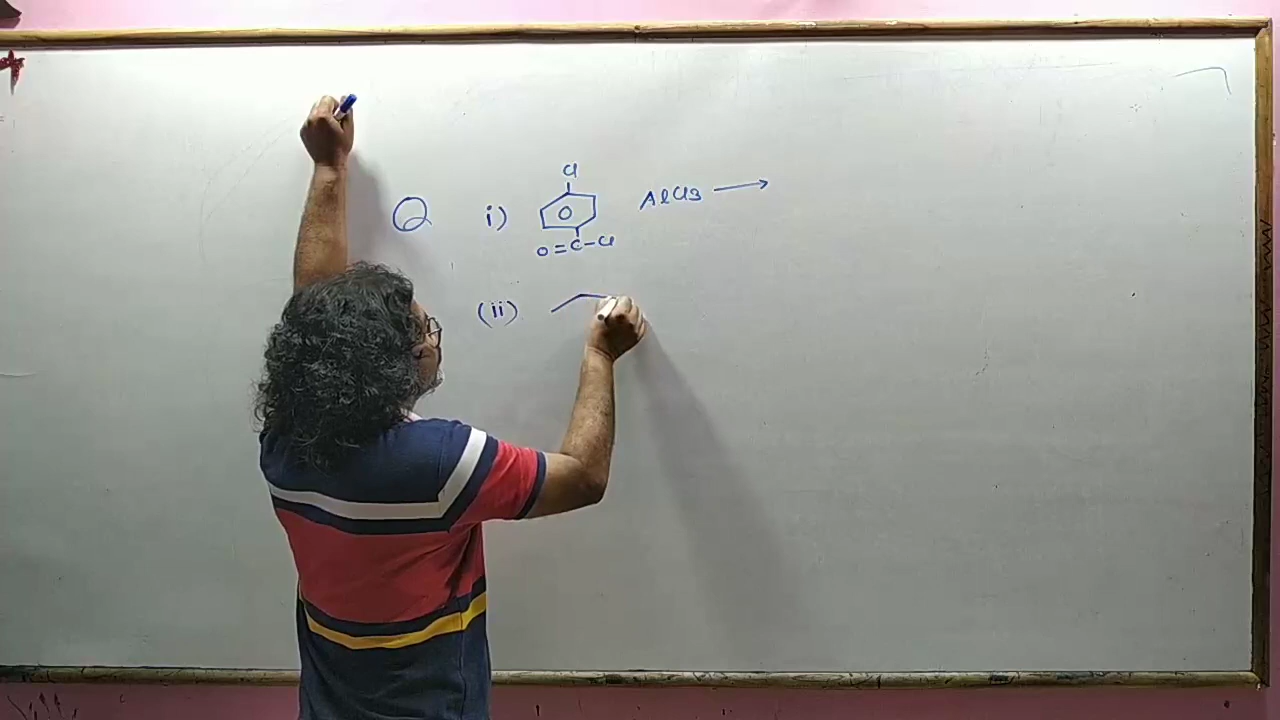 Cl
Q i) O AlCl3 →
O=C-Cl
(ii)